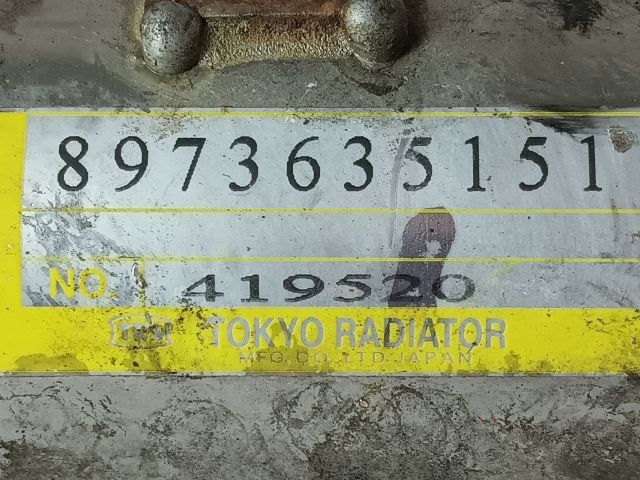 8973635151
NO. 419520
TOKYO RADIATOR
MFG. CO., LTD. JAPAN